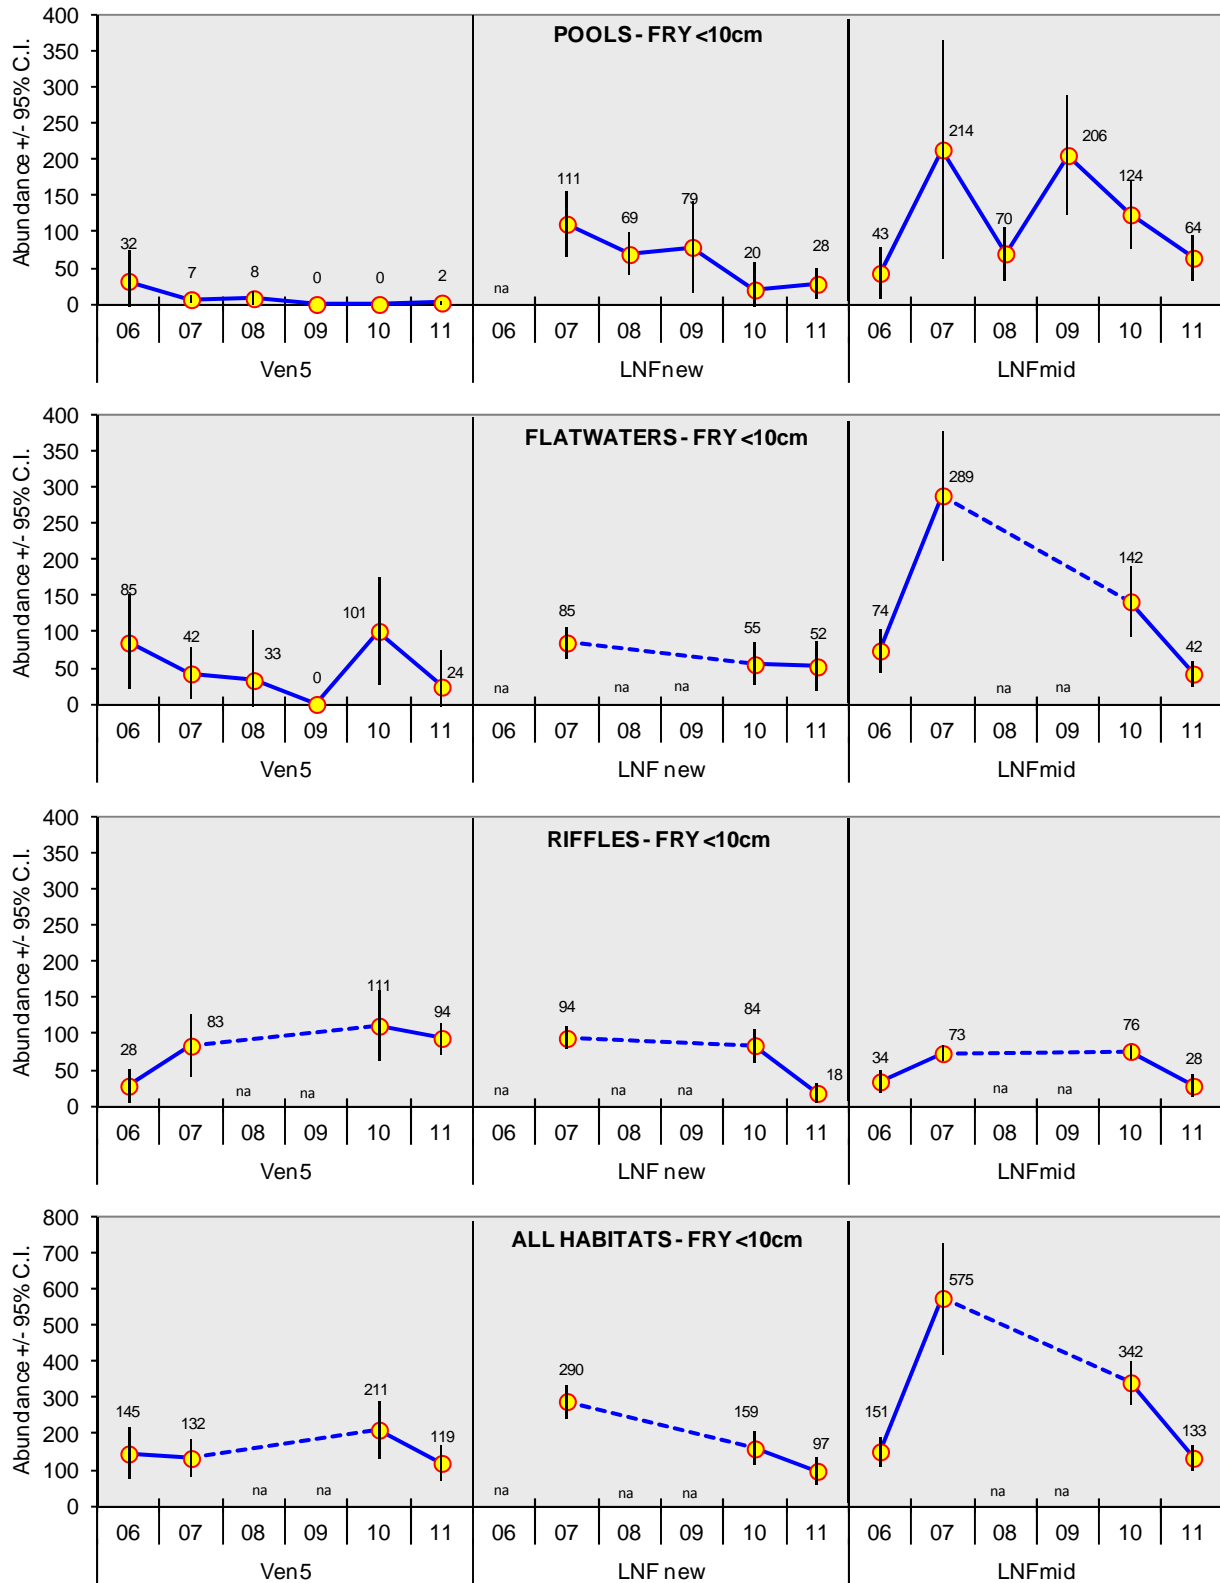 POOLS - FRY <10cm
Abundance +/- 95% C.I.
400
350
300
250
200
150
100
50
0
32 7 8 0 0 2
na 111 69 79 20 28
43 214 70 206 124 64
06 07 08 09 10 11 06 07 08 09 10 11 06 07 08 09 10 11
Ven5 LNFnew LNFmid
FLATWATERS - FRY <10cm
Abundance +/- 95% C.I.
400
350
300
250
200
150
100
50
0
85 42 33 0 101 24
na 85 na na 55 52
74 289 na na 142 42
06 07 08 09 10 11 06 07 08 09 10 11 06 07 08 09 10 11
Ven5 LNF new LNFmid
RIFFLES - FRY <10cm
Abundance +/- 95% C.I.
400
350
300
250
200
150
100
50
0
28 83 na na 111 94
na 94 na na 84 18
34 73 na na 76 28
06 07 08 09 10 11 06 07 08 09 10 11 06 07 08 09 10 11
Ven5 LNF new LNFmid
ALL HABITATS - FRY <10cm
Abundance +/- 95% C.I.
800
700
600
500
400
300
200
100
0
145 132 na na 211 119
na 290 na na 159 97
151 575 na na 342 133
06 07 08 09 10 11 06 07 08 09 10 11 06 07 08 09 10 11
Ven5 LNF new LNFmid